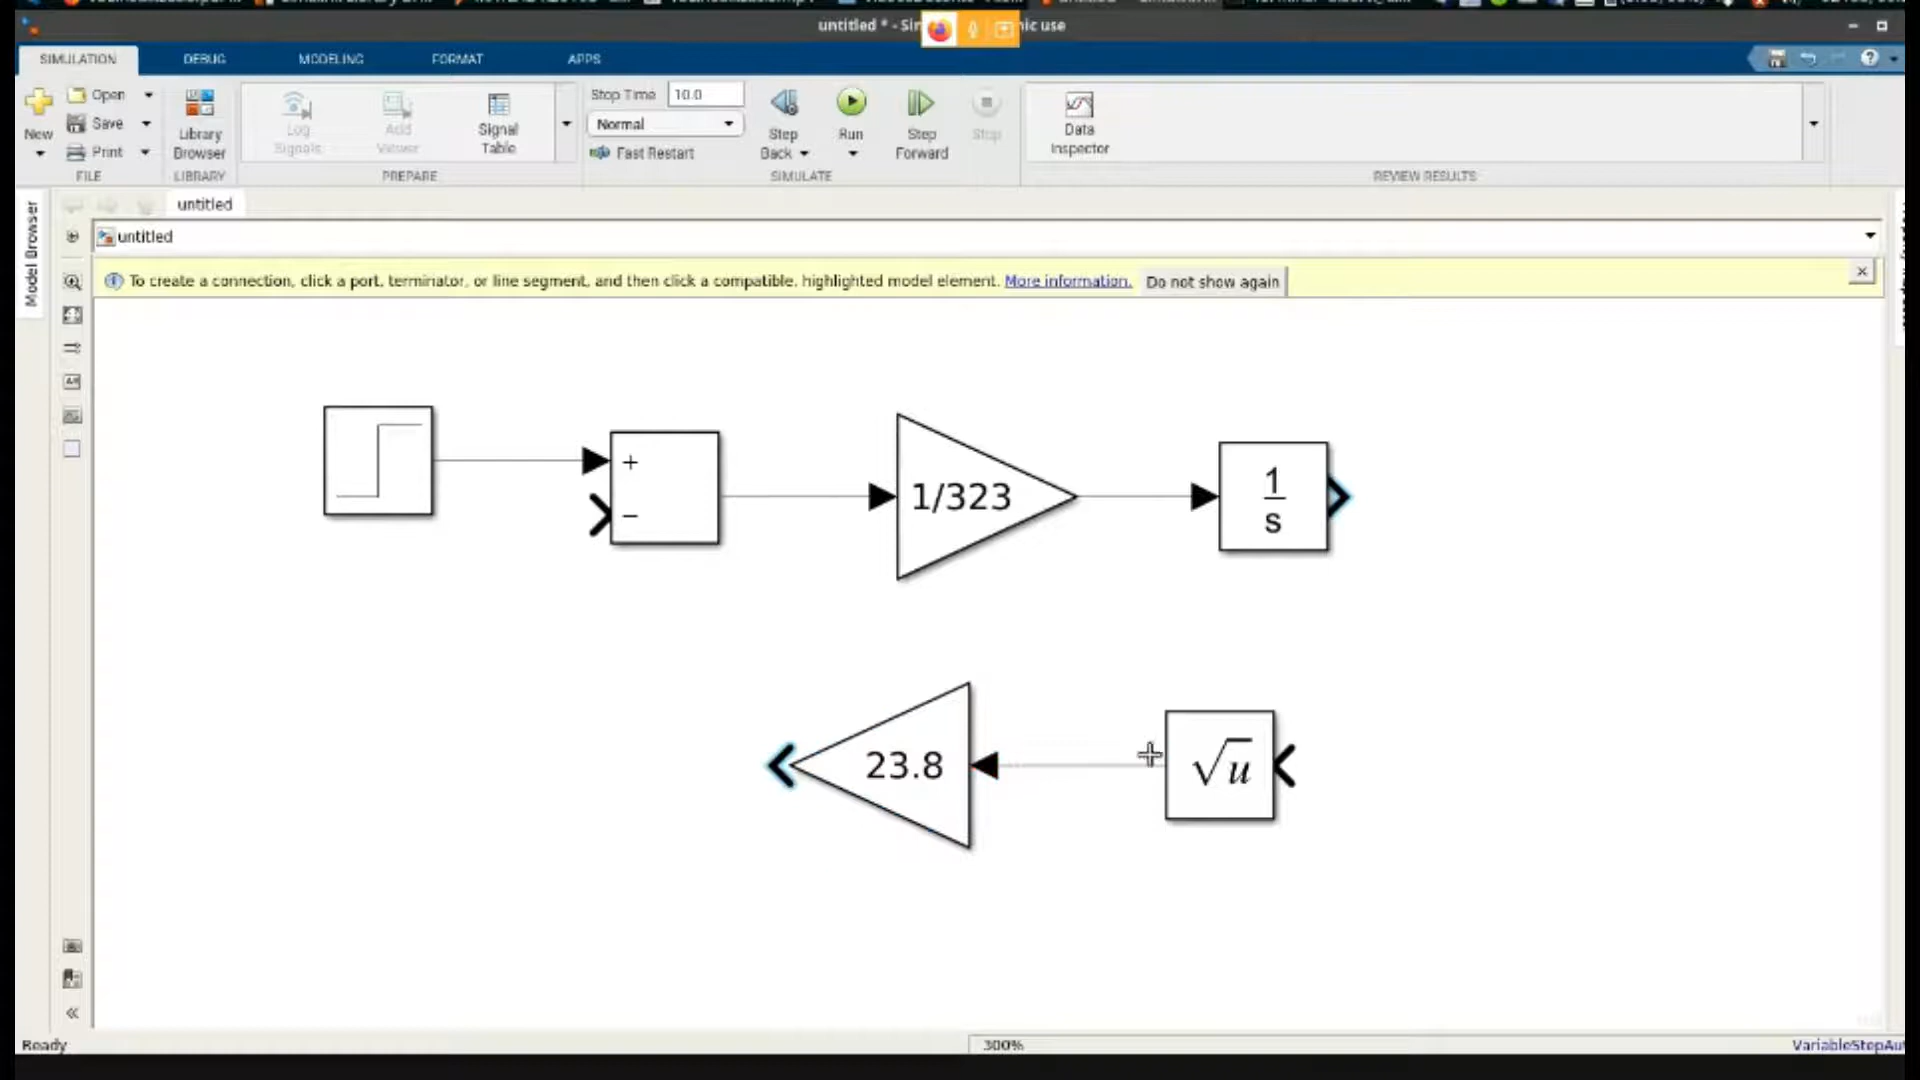 untitled * - Sim
ic use
SIMULATION
DEBUG
MODELING
FORMAT
APPS
New
Open
Save
Print
FILE
Library
Browser
LIBRARY
Log
Signals
Add
Viewer
Signal
Table
PREPARE
Stop Time
10.0
Normal
Fast Restart
Step
Back
Run
Step
Forward
Stop
SIMULATE
Data
Inspector
REVIEW RESULTS
Model Browser
untitled
untitled
To create a connection, click a port, terminator, or line segment, and then click a compatible, highlighted model element. More information.
Do not show again
+
−
1/323
1
s
23.8
√u
Ready
300%
VariableStepAu